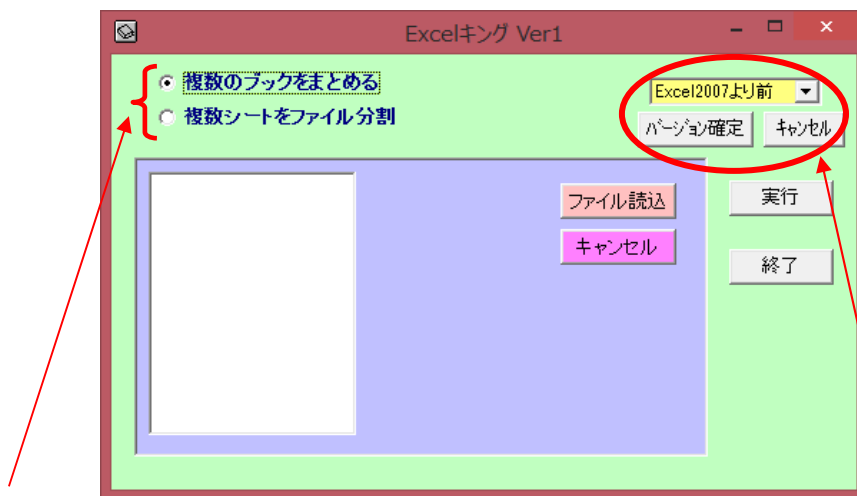 Excelキング Ver1
複数のブックをまとめる
Excel2007より前
複数シートをファイル分割
ﾊﾞｰｼﾞｮﾝ確定
ｷｬﾝｾﾙ
ファイル読込
実行
キャンセル
終了